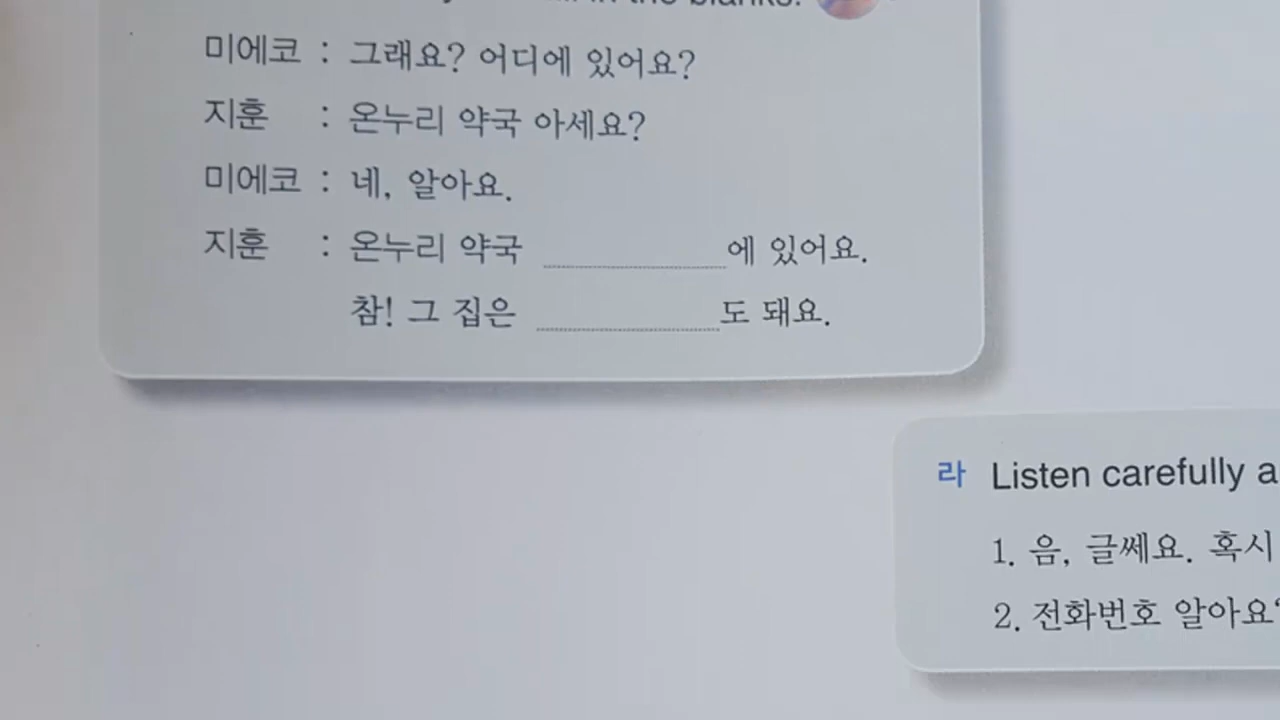 in the blanks.
미에코 : 그래요? 어디에 있어요?
지훈 : 온누리 약국 아세요?
미에코 : 네, 알아요.
지훈 : 온누리 약국 에 있어요.
참! 그 집은 도 돼요.
라 Listen carefully
1. 음, 글쎄요. 혹시
2. 전화번호 알아요